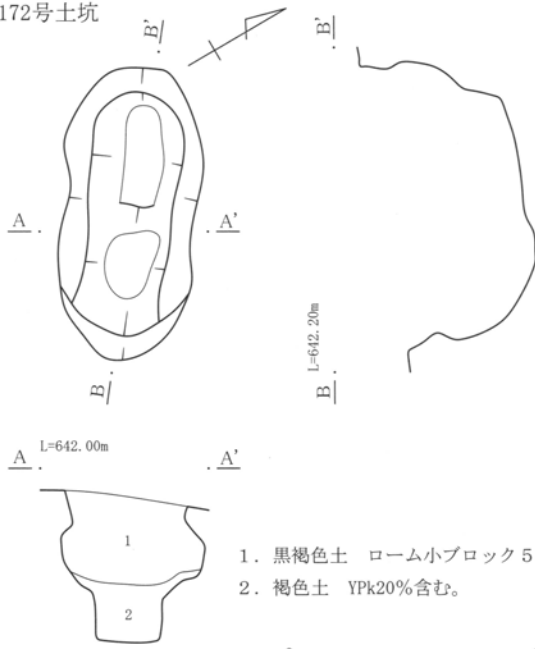 172号土坑
B'
B'
A
A'
B
L=642.20m
B
A L=642.00m A'
1
2
1. 黒褐色土 ローム小ブロック5
2. 褐色土 YPk20%含む。